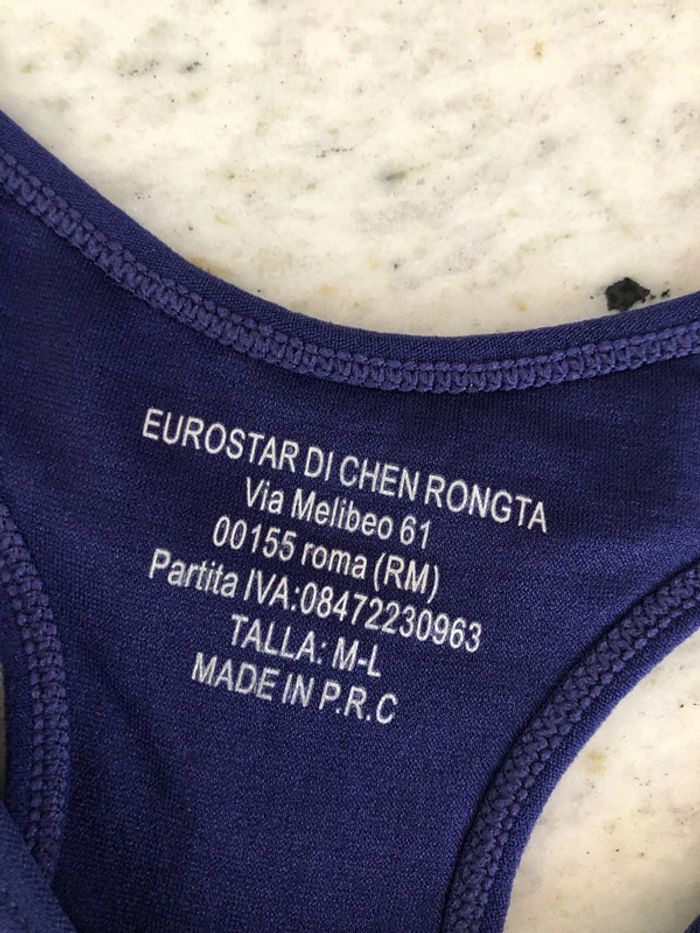 EUROSTAR DI CHEN RONGTA
Via Melibeo 61
00155 roma (RM)
Partita IVA:08472230963
TALLA: M-L
MADE IN P.R.C